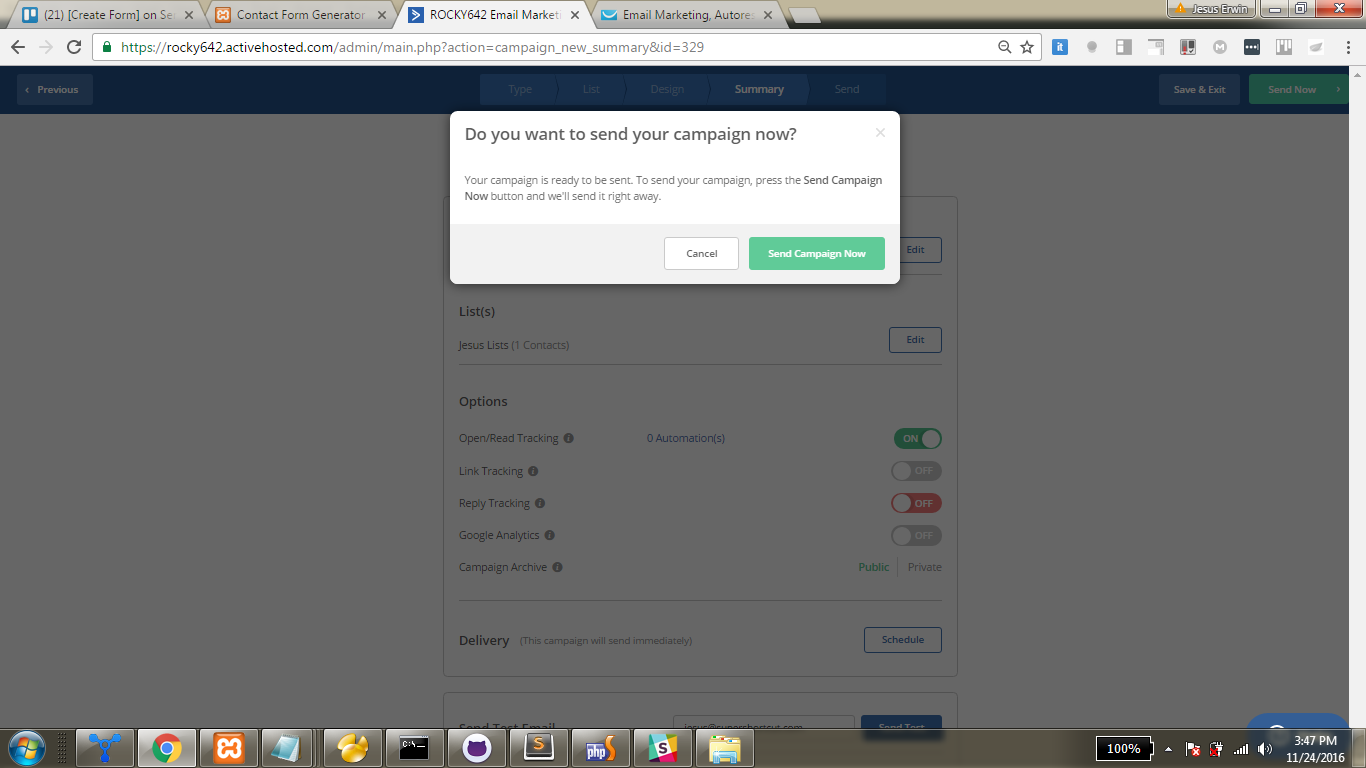 (21) [Create Form] on Se
Contact Form Generator
ROCKY642 Email Marketi
Email Marketing, Autores
Jesus Erwin
https://rocky642.activehosted.com/admin/main.php?action=campaign_new_summary&id=329
Previous
Type
List
Design
Summary
Send
Save & Exit
Send Now
Do you want to send your campaign now?
Your campaign is ready to be sent. To send your campaign, press the Send Campaign
Now button and we'll send it right away.
Cancel
Send Campaign Now
Edit
List(s)
Jesus Lists (1 Contacts)
Edit
Options
Open/Read Tracking
0 Automation(s)
ON
Link Tracking
OFF
Reply Tracking
OFF
Google Analytics
OFF
Campaign Archive
Public
Private
Delivery
(This campaign will send immediately)
Schedule
Send Test Email
jesus@supershortcut.com
Send Test
100%
3:47 PM
11/24/2016